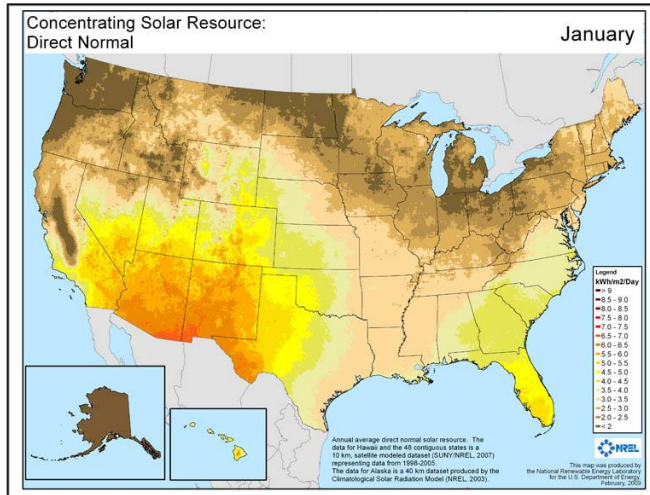 Concentrating Solar Resource:
Direct Normal
January
Legend
kWh/m2/Day
> 9
8.5 - 9.0
8.0 - 8.5
7.5 - 8.0
7.0 - 7.5
6.5 - 7.0
6.0 - 6.5
5.5 - 6.0
5.0 - 5.5
4.5 - 5.0
4.0 - 4.5
3.5 - 4.0
3.0 - 3.5
2.5 - 3.0
2.0 - 2.5
< 2
Annual average direct normal solar resource. The
data for Hawaii and the 48 contiguous states is a
10 km, satellite modeled dataset (SUNY/NREL, 2007)
representing data from 1998-2005.
The data for Alaska is a 40 km dataset produced by the
Climatological Solar Radiation Model (NREL, 2003).
NREL
This map was produced by
the National Renewable Energy Laboratory
for the U.S. Department of Energy.
February, 2009